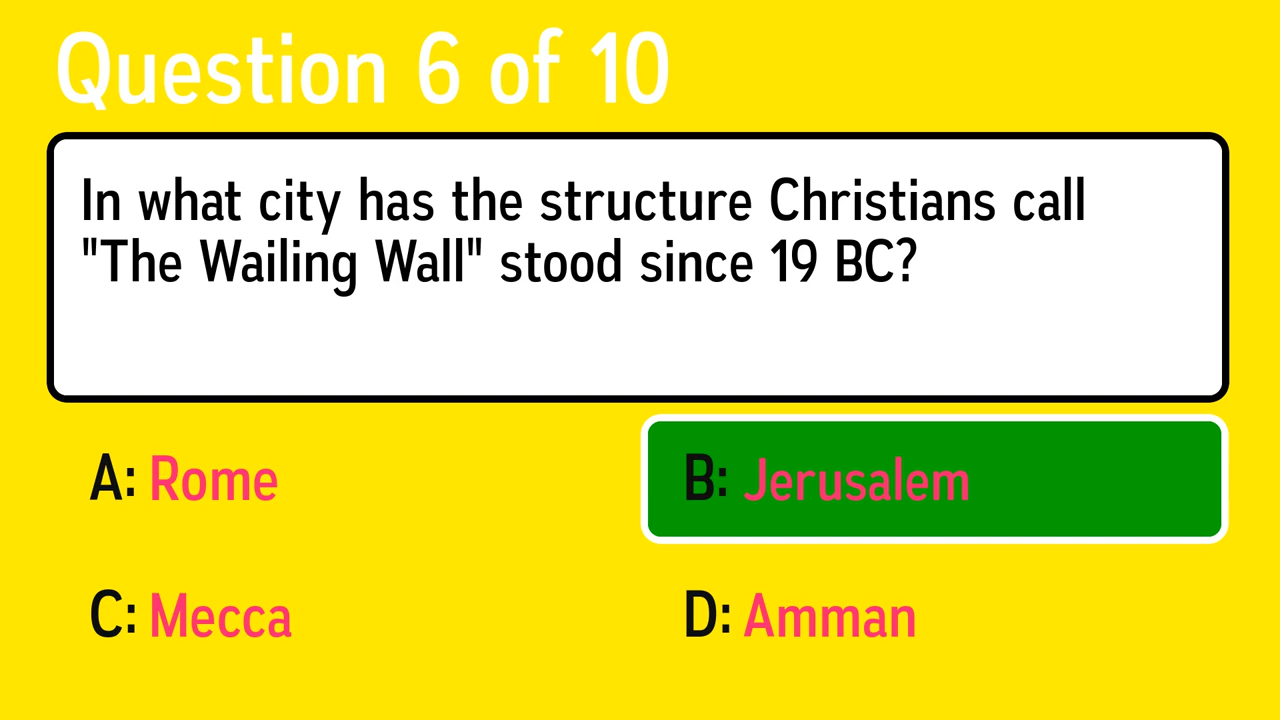 Question 6 of 10
In what city has the structure Christians call
"The Wailing Wall" stood since 19 BC?
A: Rome
B: Jerusalem
C: Mecca
D: Amman